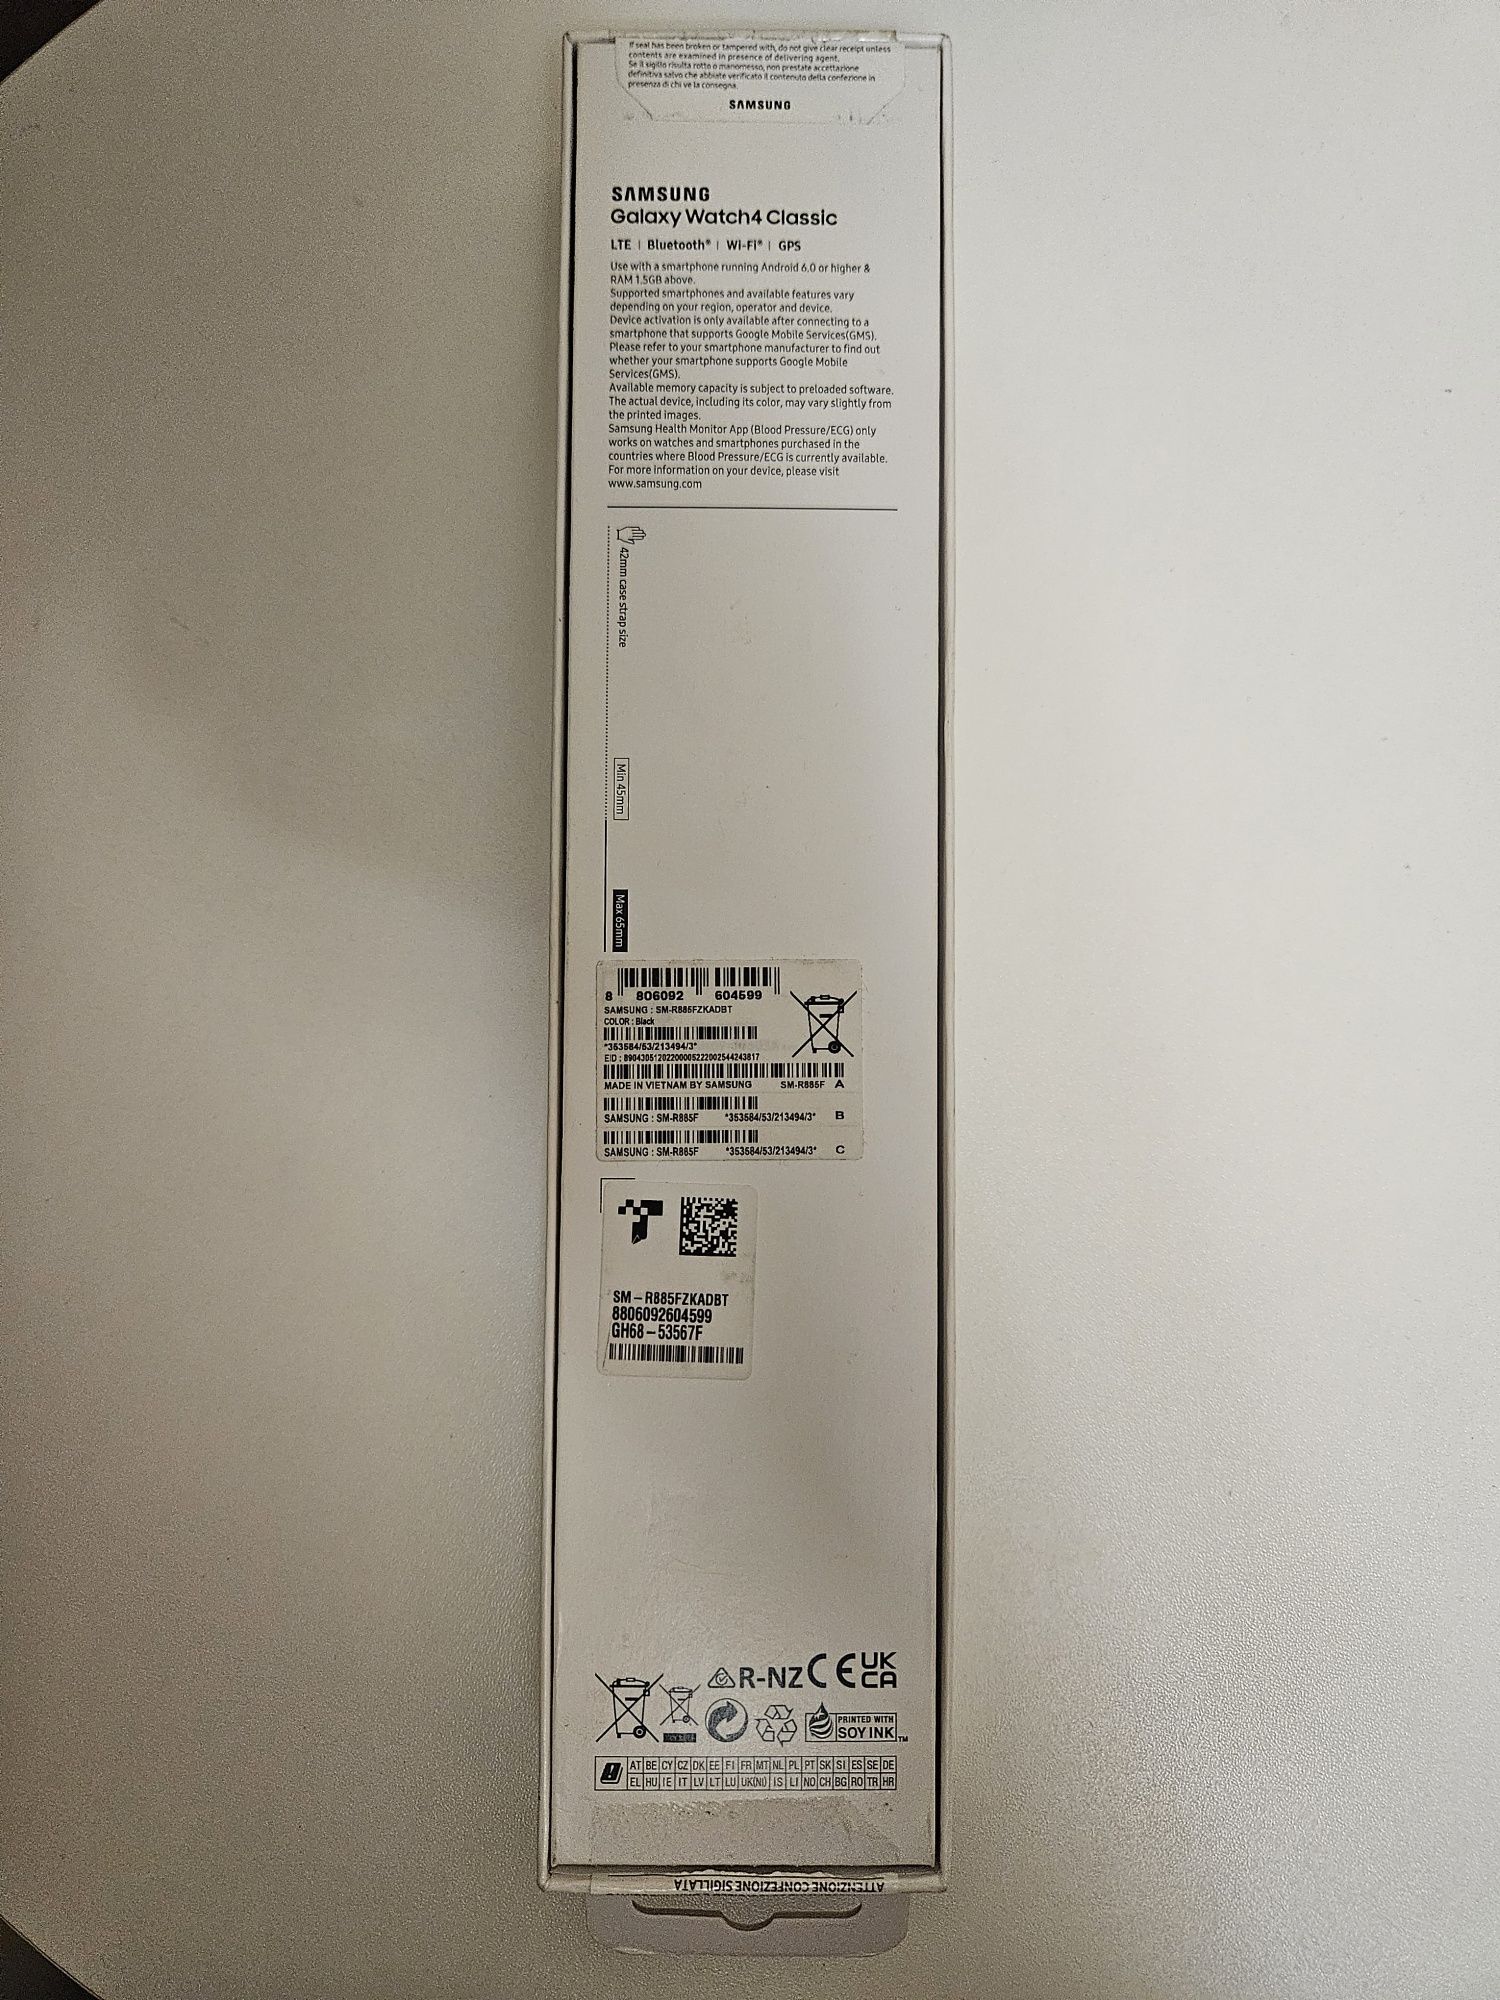 If seal has been broken or tampered with, do not give clear receipt unless
contents are examined in presence of delivering agent.
Se il sigillo risulta rotto o manomesso, non prestate accettazione
definitiva salvo che abbiate verificato il contenuto della confezione in
presenza di chi ve la consegna.
SAMSUNG
SAMSUNG
Galaxy Watch4 Classic
LTE | Bluetooth® | Wi-Fi® | GPS
Use with a smartphone running Android 6.0 or higher &
RAM 1.5GB above.
Supported smartphones and available features vary
depending on your region, operator and device.
Device activation is only available after connecting to a
smartphone that supports Google Mobile Services(GMS).
Please refer to your smartphone manufacturer to find out
whether your smartphone supports Google Mobile
Services(GMS).
Available memory capacity is subject to preloaded software.
The actual device, including its color, may vary slightly from
the printed images.
Samsung Health Monitor App (Blood Pressure/ECG) only
works on watches and smartphones purchased in the
countries where Blood Pressure/ECG is currently available.
For more information on your device, please visit
www.samsung.com
42mm case strap size
Min 45mm
Max 65mm
8 806092 604599
SAMSUNG : SM-R885FZKADBT
COLOR : Black
*353584/53/213494/3*
EID : 89043051202200005222002544243817
MADE IN VIETNAM BY SAMSUNG SM-R885F A
SAMSUNG : SM-R885F *353584/53/213494/3* B
SAMSUNG : SM-R885F *353584/53/213494/3* C
SM-R885FZKADBT
8806092604599
GH68-53567F
R-NZ CE UK CA
PRINTED WITH
SOY INK™
AT BE CY CZ DK EE FI FR MT NL PL PT SK SI ES SE DE
EL HU IE IT LV LT LU UK(NI) IS LI NO CH BG RO TR HR
ATTENZIONE CONFEZIONE SIGILLATA